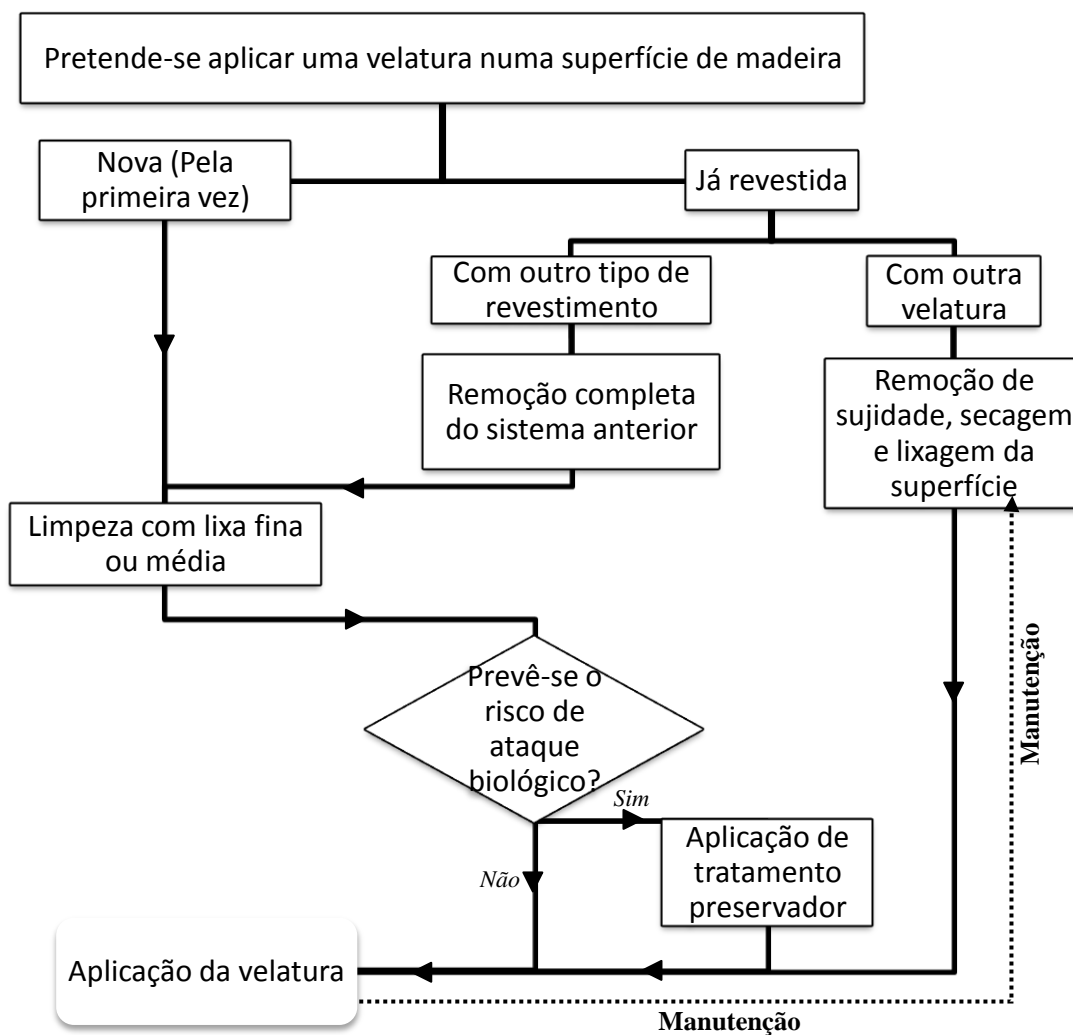 Pretende-se aplicar uma velatura numa superfície de madeira
Nova (Pela
primeira vez)
Já revestida
Com outro tipo de
revestimento
Com outra
velatura
Remoção completa
do sistema anterior
Remoção de
sujidade, secagem
e lixagem da
superfície
Limpeza com lixa fina
ou média
Prevê-se o
risco de
ataque
biológico?
Sim
Não
Aplicação de
tratamento
preservador
Manutenção
Aplicação da velatura
Manutenção